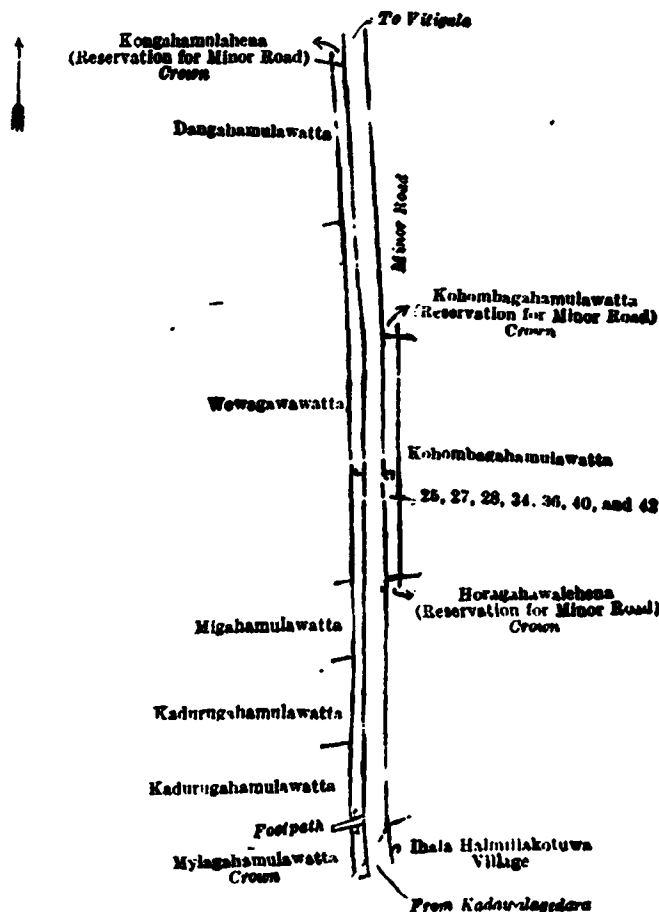 To Vitigala
Kongahamulahena
(Reservation for Minor Road)
Crown
Dangahamulawatta
Minor Road
Kohombagahamulawatta
(Reservation for Minor Road)
Crown
Wewagawawatta
Kohombagahamulawatta
25, 27, 28, 34, 36, 40, and 42
Horagahawalehena
(Reservation for Minor Road)
Crown
Migahamulawatta
Kadurugahamulawatta
Kadurugahamulawatta
Footpath
Mylagahamulawatta
Crown
Ihala Halmillakotuwa
Village
From